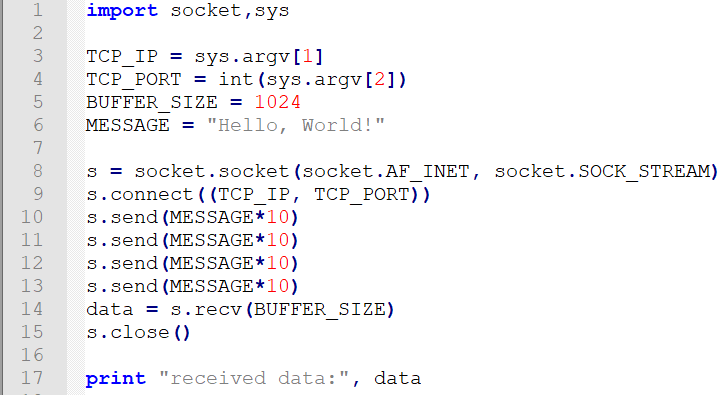 1 import socket,sys
2
3 TCP_IP = sys.argv[1]
4 TCP_PORT = int(sys.argv[2])
5 BUFFER_SIZE = 1024
6 MESSAGE = "Hello, World!"
7
8 s = socket.socket(socket.AF_INET, socket.SOCK_STREAM)
9 s.connect((TCP_IP, TCP_PORT))
10 s.send(MESSAGE*10)
11 s.send(MESSAGE*10)
12 s.send(MESSAGE*10)
13 s.send(MESSAGE*10)
14 data = s.recv(BUFFER_SIZE)
15 s.close()
16
17 print "received data:", data